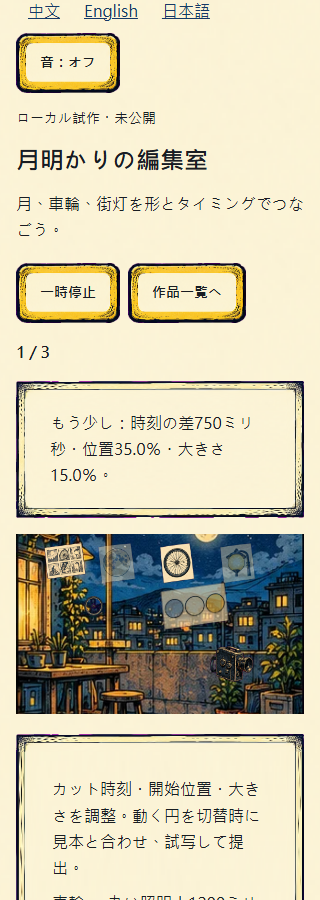 中文 English 日本語
音：オフ
ローカル試作・未公開
月明かりの編集室
月、車輪、街灯を形とタイミングでつな
ごう。
一時停止 作品一覧へ
1 / 3
もう少し：時刻の差750ミリ
秒・位置35.0%・大きさ
15.0%。
カット時刻・開始位置・大き
さを調整。動く円を切替時に
見本と合わせ、試写して提
出。